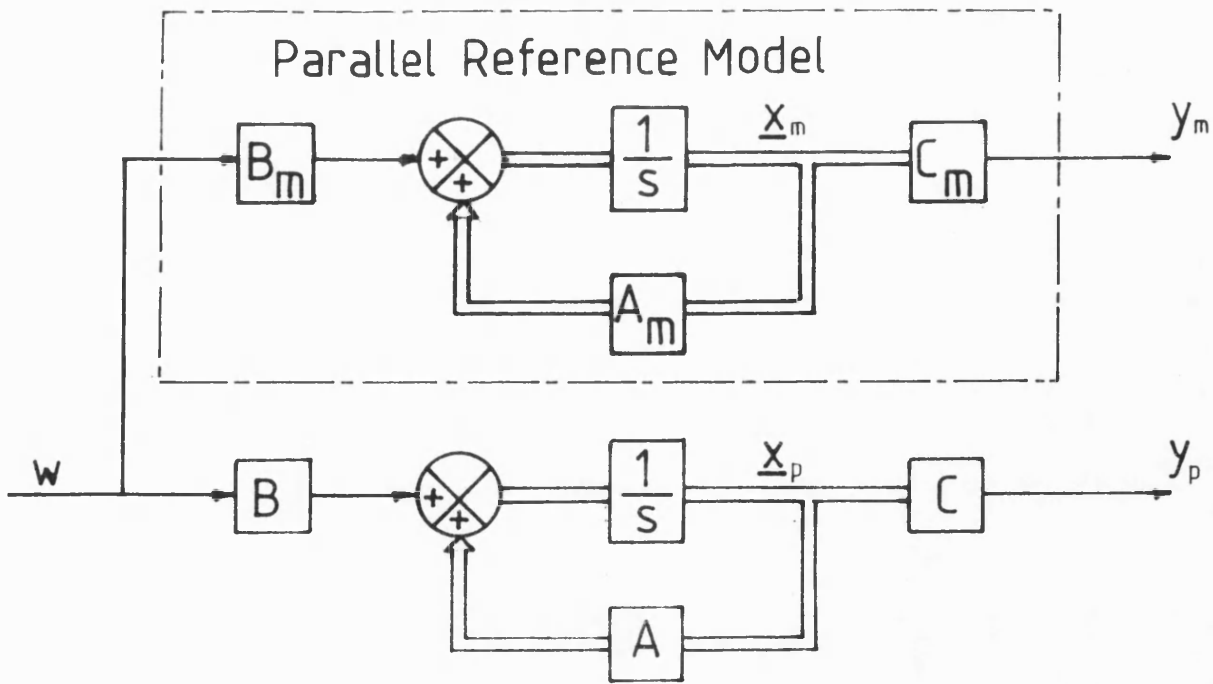 Parallel Reference Model
B_m
+
+
1/s
x_m
C_m
y_m
A_m
w
B
+
+
1/s
x_p
C
y_p
A